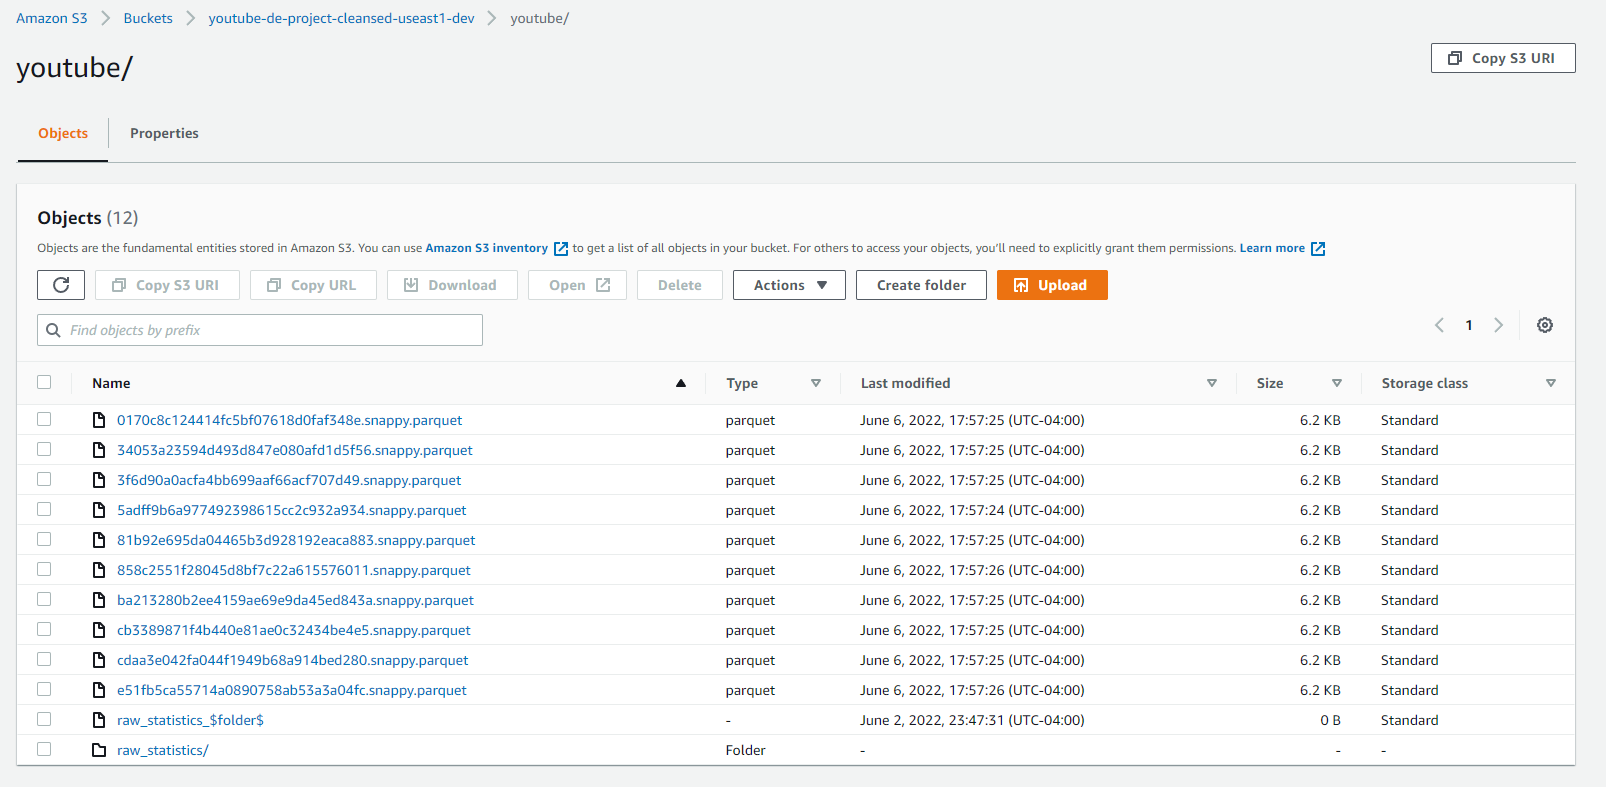 Amazon S3 > Buckets > youtube-de-project-cleansed-useast1-dev > youtube/
youtube/
Copy S3 URI
Objects Properties
Objects (12)
Objects are the fundamental entities stored in Amazon S3. You can use Amazon S3 inventory to get a list of all objects in your bucket. For others to access your objects, you'll need to explicitly grant them permissions. Learn more
Copy S3 URI Copy URL Download Open Delete Actions Create folder Upload
Find objects by prefix
1
Name Type Last modified Size Storage class
0170c8c124414fc5bf07618d0faf348e.snappy.parquet parquet June 6, 2022, 17:57:25 (UTC-04:00) 6.2 KB Standard
34053a23594d493d847e080afd1d5f56.snappy.parquet parquet June 6, 2022, 17:57:25 (UTC-04:00) 6.2 KB Standard
3f6d90a0acfa4bb699aaf66acf707d49.snappy.parquet parquet June 6, 2022, 17:57:25 (UTC-04:00) 6.2 KB Standard
5adff9b6a977492398615cc2c932a934.snappy.parquet parquet June 6, 2022, 17:57:24 (UTC-04:00) 6.2 KB Standard
81b92e695da04465b3d928192eaca883.snappy.parquet parquet June 6, 2022, 17:57:25 (UTC-04:00) 6.2 KB Standard
858c2551f28045d8bf7c22a615576011.snappy.parquet parquet June 6, 2022, 17:57:26 (UTC-04:00) 6.2 KB Standard
ba213280b2ee4159ae69e9da45ed843a.snappy.parquet parquet June 6, 2022, 17:57:25 (UTC-04:00) 6.2 KB Standard
cb3389871f4b440e81ae0c32434be4e5.snappy.parquet parquet June 6, 2022, 17:57:25 (UTC-04:00) 6.2 KB Standard
cdaa3e042fa044f1949b68a914bed280.snappy.parquet parquet June 6, 2022, 17:57:25 (UTC-04:00) 6.2 KB Standard
e51fb5ca55714a0890758ab53a3a04fc.snappy.parquet parquet June 6, 2022, 17:57:26 (UTC-04:00) 6.2 KB Standard
raw_statistics_$folder$ - June 2, 2022, 23:47:31 (UTC-04:00) 0 B Standard
raw_statistics/ Folder - - -